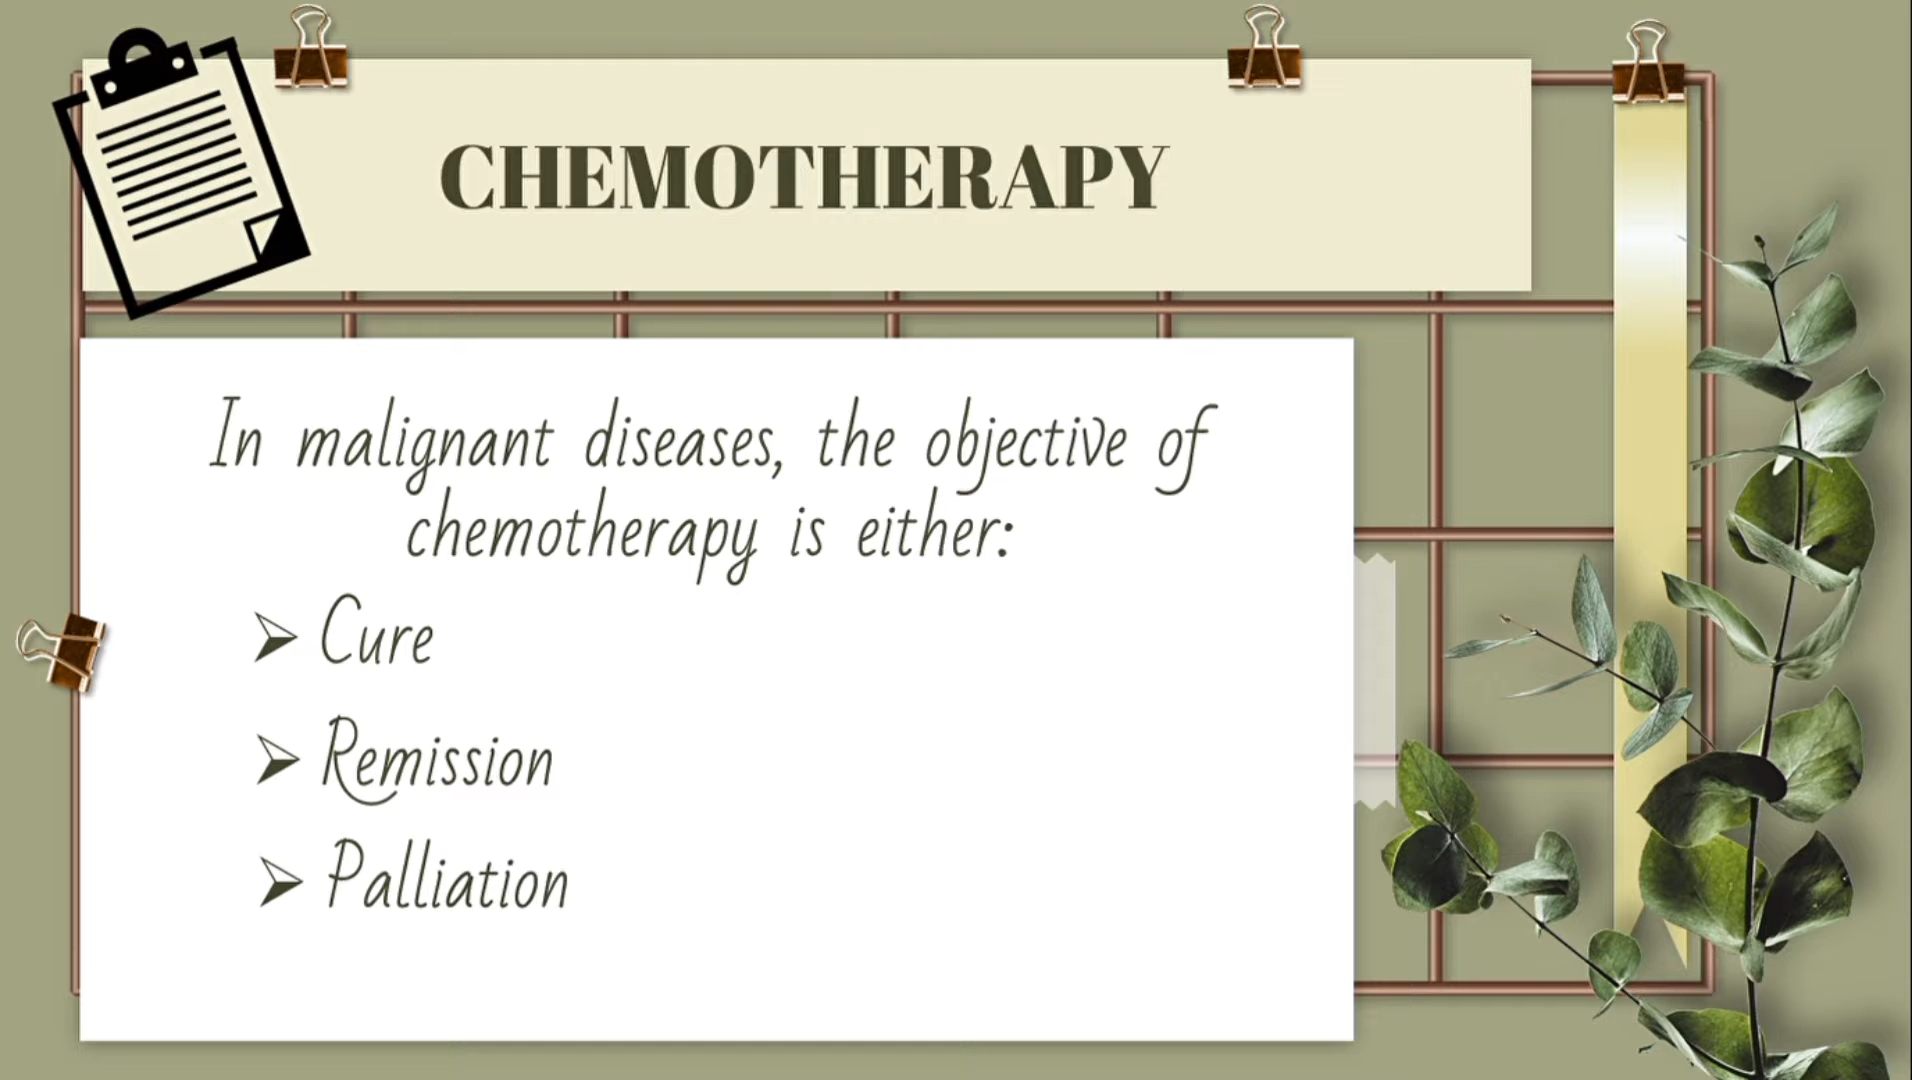 CHEMOTHERAPY
In malignant diseases, the objective of
chemotherapy is either:
➢ Cure
➢ Remission
➢ Palliation